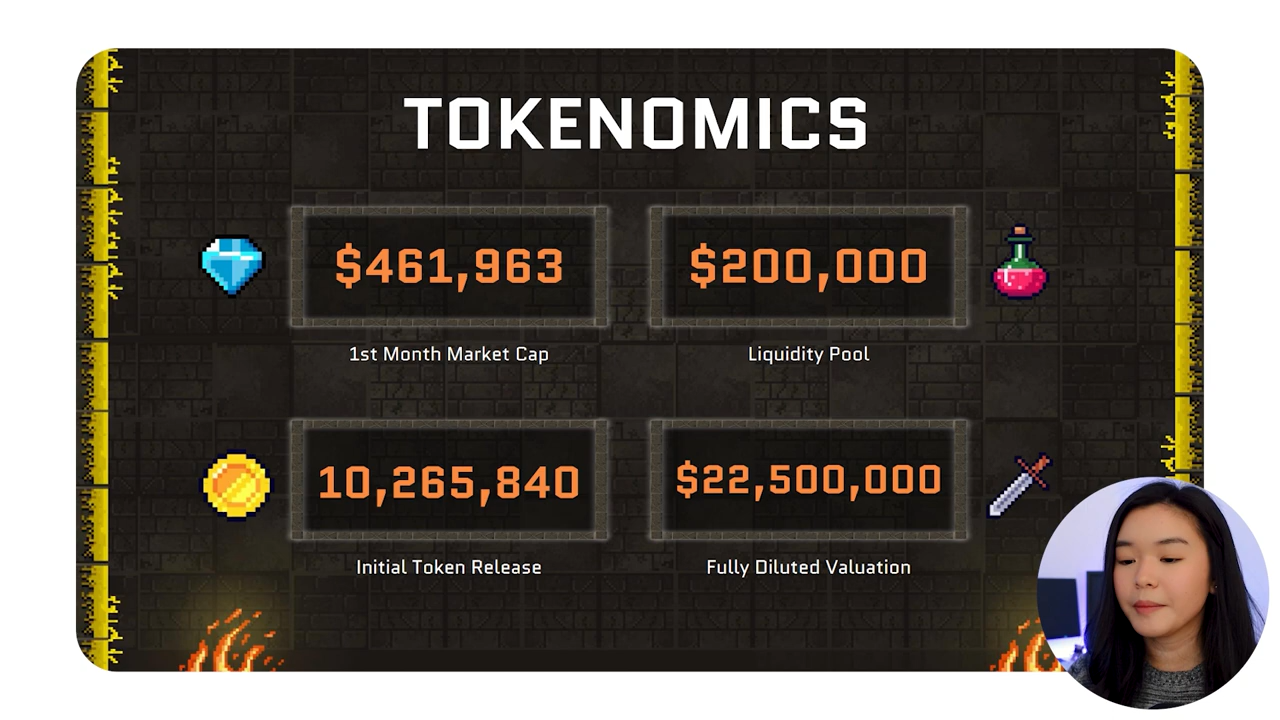 TOKENOMICS
$461,963
$200,000
1st Month Market Cap
Liquidity Pool
10,265,840
$22,500,000
Initial Token Release
Fully Diluted Valuation